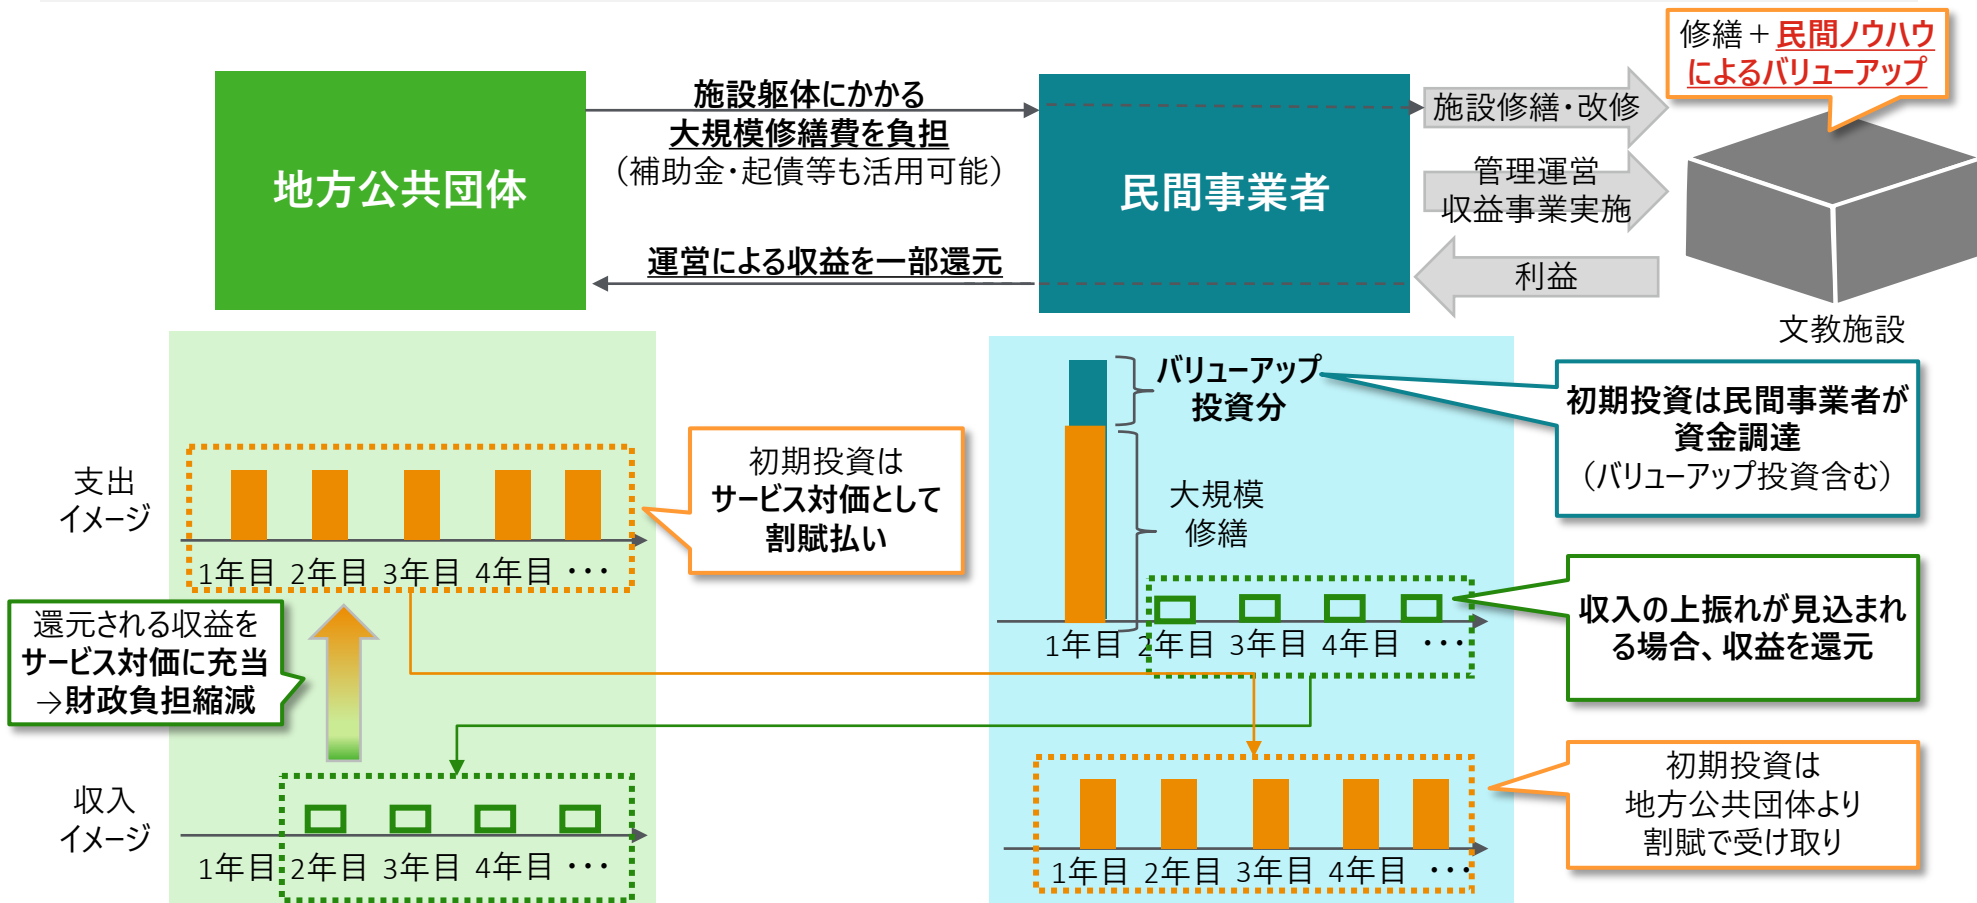 修繕＋民間ノウハウ
によるバリューアップ
地方公共団体
施設躯体にかかる
大規模修繕費を負担
（補助金・起債等も活用可能）
運営による収益を一部還元
民間事業者
施設修繕・改修
管理運営
収益事業実施
利益
文教施設
支出
イメージ
1年目 2年目 3年目 4年目 ・・・
初期投資は
サービス対価として
割賦払い
バリューアップ
投資分
大規模
修繕
1年目 2年目 3年目 4年目 ・・・
初期投資は民間事業者が
資金調達
（バリューアップ投資含む）
収入の上振れが見込まれ
る場合、収益を還元
還元される収益を
サービス対価に充当
→財政負担縮減
収入
イメージ
1年目 2年目 3年目 4年目 ・・・
1年目 2年目 3年目 4年目 ・・・
初期投資は
地方公共団体より
割賦で受け取り